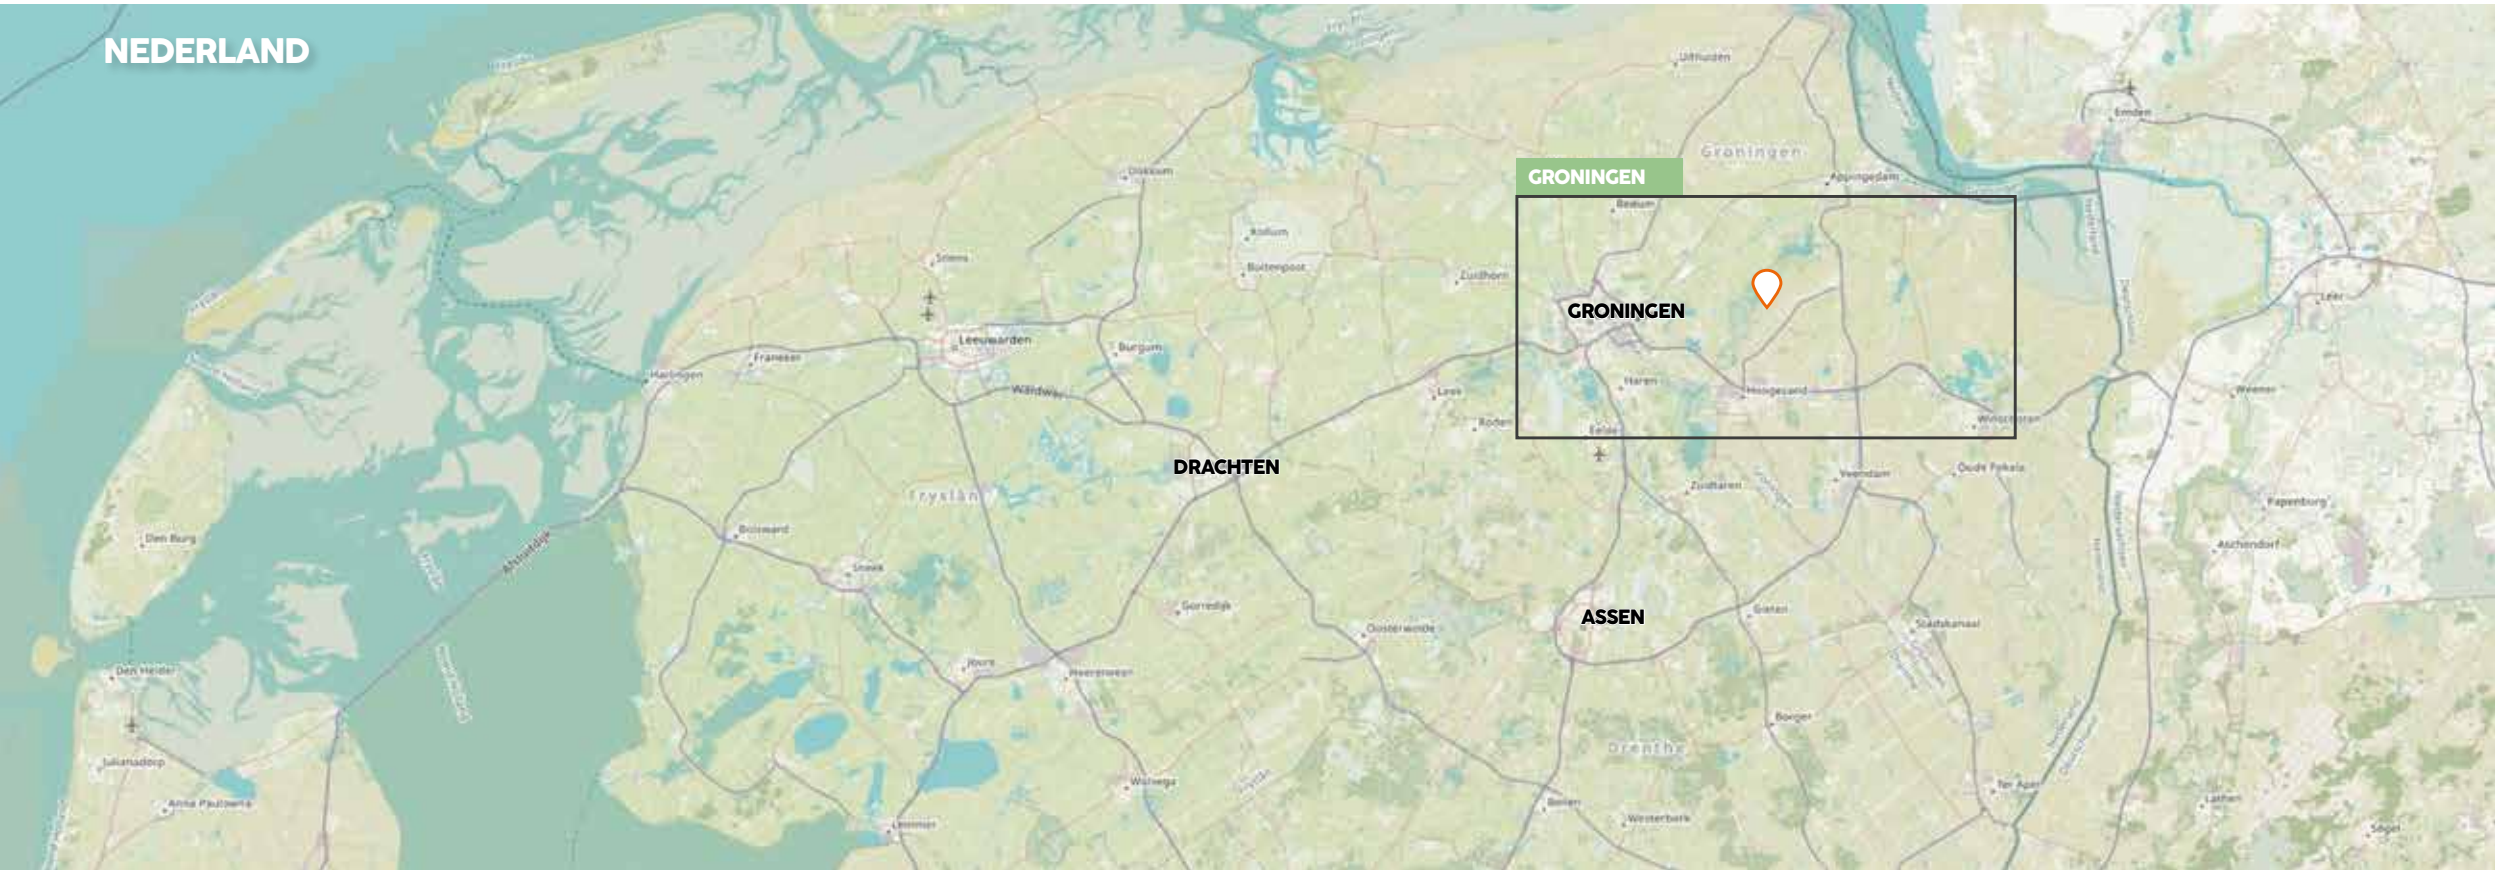 NEDERLAND
Uithuizen
Emden
Groningen
Dokkum
GRONINGEN
Appingedam
Bedum
Kollum
Stiens
Buitenpost
Zuidhorn
Leer
GRONINGEN
Leeuwarden
Burgum
Franeker
Harlingen
Haren
Leek
Hoogezand
Weener
Roden
Winschoten
Eelde
DRACHTEN
Fryslân
Veendam
Oude Pekela
Zuidlaren
Papenburg
Bolsward
Den Burg
Afsluitdijk
Aschendorf
Sneek
Gorredijk
ASSEN
Gieten
Oosterwolde
Stadskanaal
Joure
Den Helder
Heerenveen
Borger
Drenthe
Julianadorp
Wolvega
Ter Apel
Anna Paulowna
Beilen
Lathen
Westerbork
Lemmer
Sögel